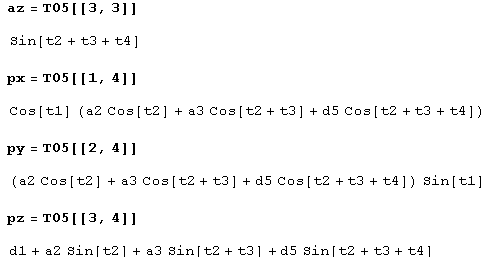 az = T05[[3, 3]]
Sin[t2 + t3 + t4]
px = T05[[1, 4]]
Cos[t1] (a2 Cos[t2] + a3 Cos[t2 + t3] + d5 Cos[t2 + t3 + t4])
py = T05[[2, 4]]
(a2 Cos[t2] + a3 Cos[t2 + t3] + d5 Cos[t2 + t3 + t4]) Sin[t1]
pz = T05[[3, 4]]
d1 + a2 Sin[t2] + a3 Sin[t2 + t3] + d5 Sin[t2 + t3 + t4]